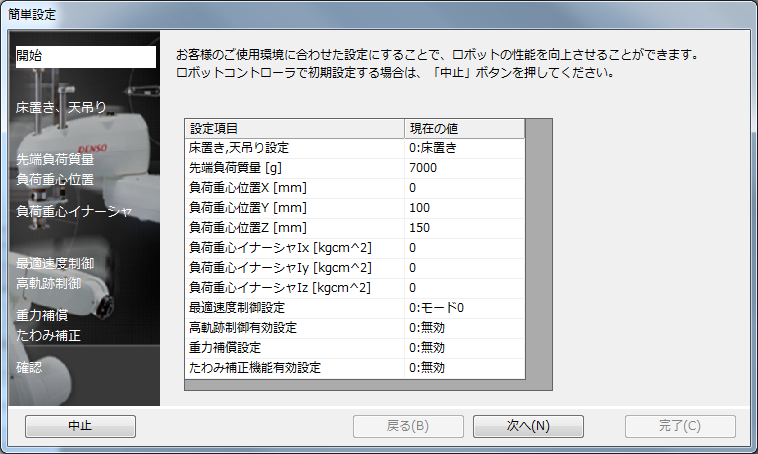 簡単設定
開始
床置き、天吊り
先端負荷質量
負荷重心位置
負荷重心イナーシャ
最適速度制御
高軌跡制御
重力補償
たわみ補正
確認
DENSO
お客様のご使用環境に合わせた設定にすることで、ロボットの性能を向上させることができます。
ロボットコントローラで初期設定する場合は、「中止」ボタンを押してください。
設定項目 現在の値
床置き,天吊り設定 0:床置き
先端負荷質量 [g] 7000
負荷重心位置X [mm] 0
負荷重心位置Y [mm] 100
負荷重心位置Z [mm] 150
負荷重心イナーシャIx [kgcm^2] 0
負荷重心イナーシャIy [kgcm^2] 0
負荷重心イナーシャIz [kgcm^2] 0
最適速度制御設定 0:モード0
高軌跡制御有効設定 0:無効
重力補償設定 0:無効
たわみ補正機能有効設定 0:無効
中止 戻る(B) 次へ(N) 完了(C)